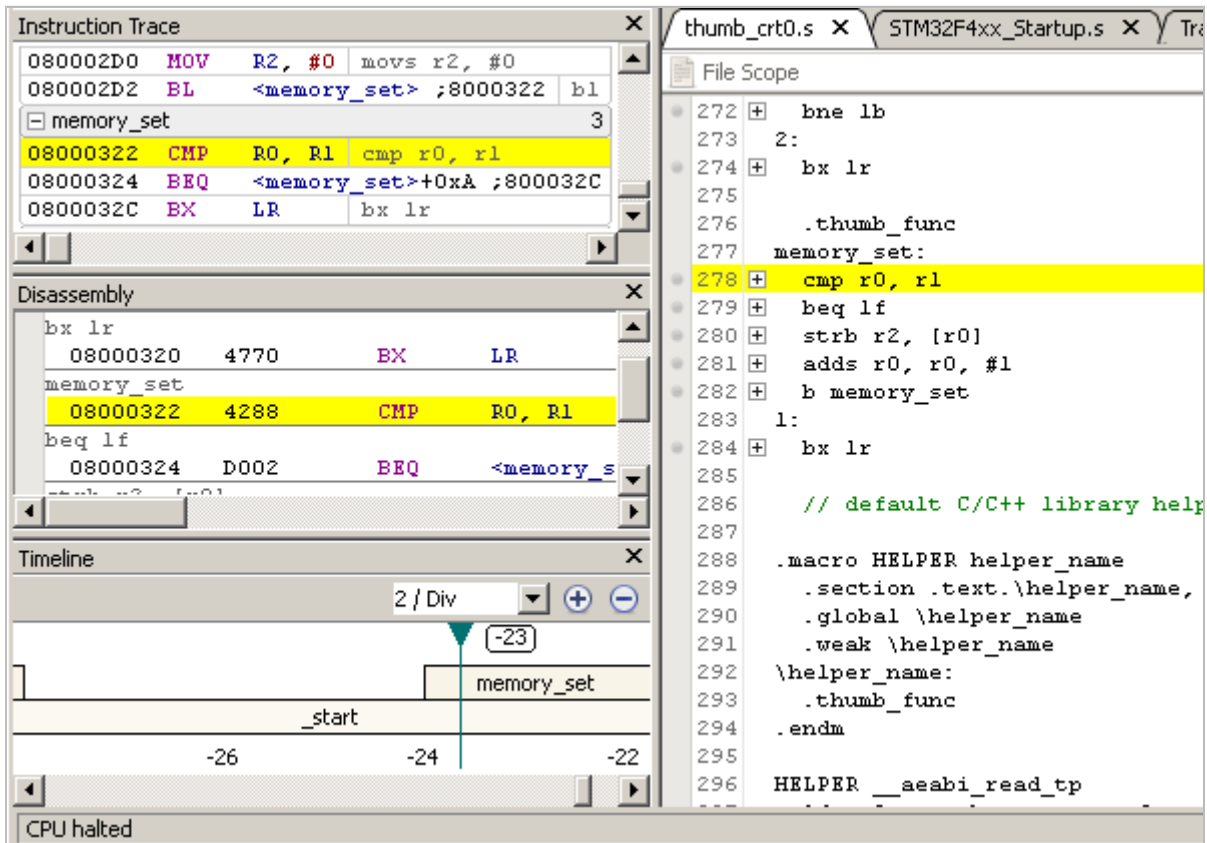 Instruction Trace
080002D0 MOV R2, #0 movs r2, #0
080002D2 BL <memory_set> ;8000322 bl
memory_set 3
08000322 CMP R0, R1 cmp r0, r1
08000324 BEQ <memory_set>+0xA ;800032C
0800032C BX LR bx lr
Disassembly
bx lr
08000320 4770 BX LR
memory_set
08000322 4288 CMP R0, R1
beq 1f
08000324 D002 BEQ <memory_s
Timeline
2 / Div
-23
memory_set
_start
-26 -24 -22
CPU halted
thumb_crt0.s STM32F4xx_Startup.s Tra
File Scope
272 bne 1b
273 2:
274 bx lr
275
276 .thumb_func
277 memory_set:
278 cmp r0, r1
279 beq 1f
280 strb r2, [r0]
281 adds r0, r0, #1
282 b memory_set
283 1:
284 bx lr
285
286 // default C/C++ library help
287
288 .macro HELPER helper_name
289 .section .text.\helper_name,
290 .global \helper_name
291 .weak \helper_name
292 \helper_name:
293 .thumb_func
294 .endm
295
296 HELPER __aeabi_read_tp